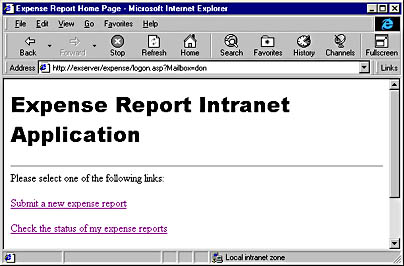 Expense Report Home Page - Microsoft Internet Explorer
File Edit View Go Favorites Help
Back Forward Stop Refresh Home Search Favorites History Channels Fullscreen
Address http://exserver/expense/logon.asp?Mailbox=don Links
Expense Report Intranet
Application
Please select one of the following links:
Submit a new expense report
Check the status of my expense reports
Local intranet zone